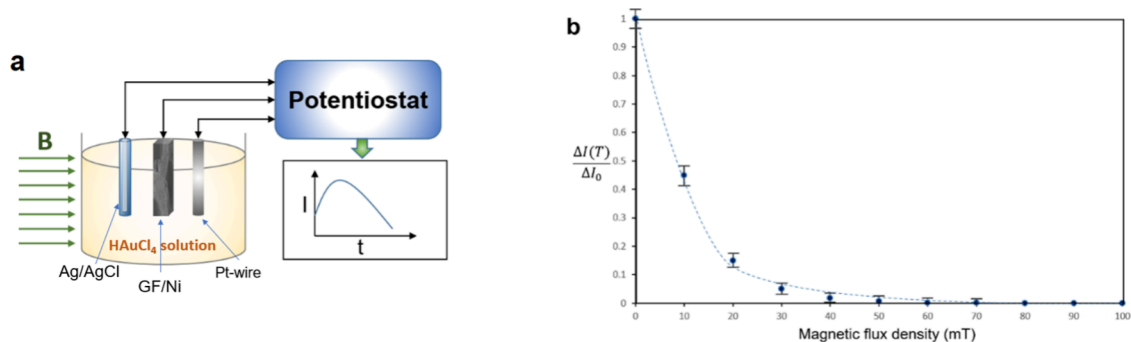 a
Potentiostat
B
I
t
HAuCl₄ solution
Ag/AgCl
GF/Ni
Pt-wire
b
ΔI(T)
ΔI₀
1
0.9
0.8
0.7
0.6
0.5
0.4
0.3
0.2
0.1
0
0 10 20 30 40 50 60 70 80 90 100
Magnetic flux density (mT)